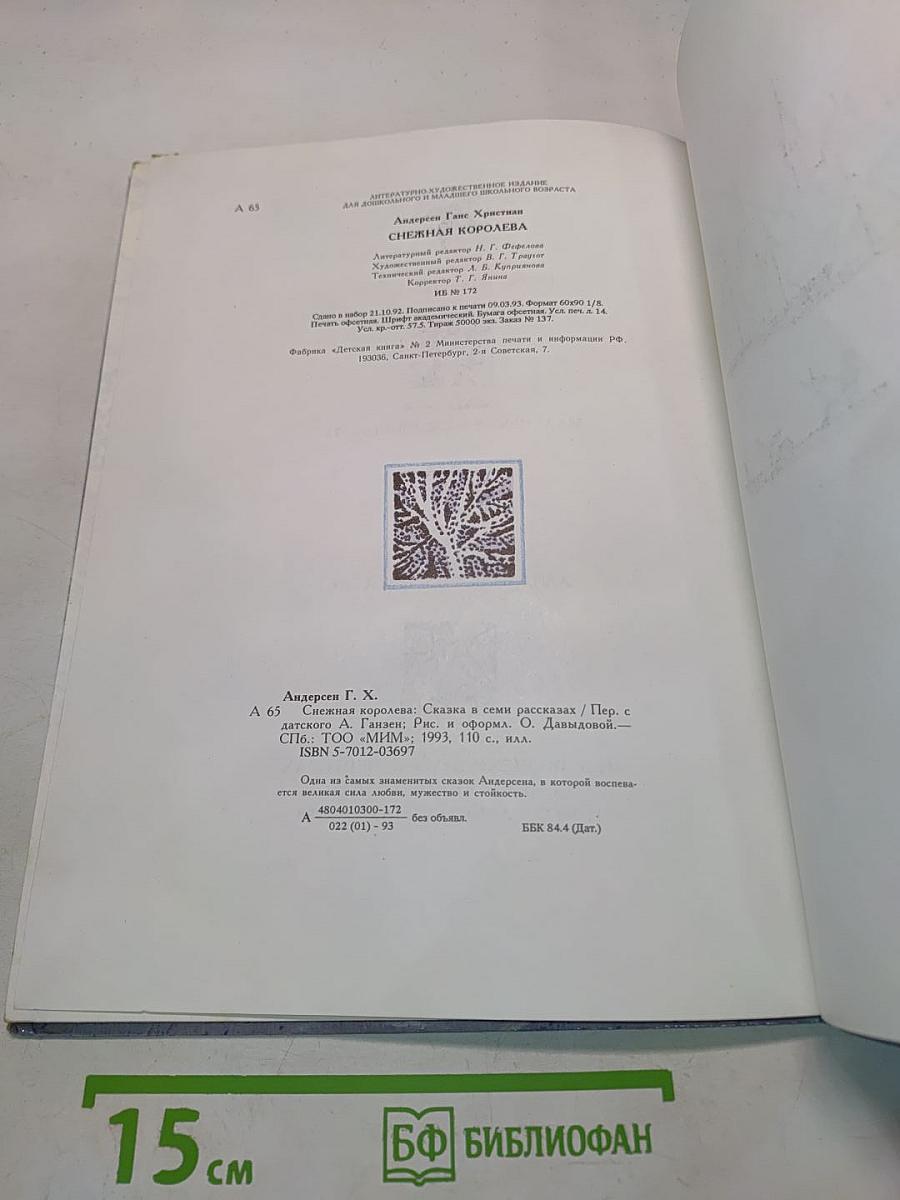 ЛИТЕРАТУРНО-ХУДОЖЕСТВЕННОЕ ИЗДАНИЕ
ДЛЯ ДОШКОЛЬНОГО И МЛАДШЕГО ШКОЛЬНОГО ВОЗРАСТА
А 65
Андерсен Ганс Христиан
СНЕЖНАЯ КОРОЛЕВА
Литературный редактор Н. Г. Фефелова
Художественный редактор В. Г. Траугот
Технический редактор Л. Б. Куприянова
Корректор Т. Г. Янина
ИБ № 172
Сдано в набор 21.10.92. Подписано к печати 09.03.93. Формат 60х90 1/8.
Печать офсетная. Шрифт академический. Бумага офсетная. Усл. печ. л. 14.
Усл. кр.-отт. 57.5. Тираж 50000 экз. Заказ № 137.
Фабрика «Детская книга» № 2 Министерства печати и информации РФ,
193036, Санкт-Петербург, 2-я Советская, 7.
Андерсен Г. Х.
А 65 Снежная королева: Сказка в семи рассказах / Пер. с
датского А. Ганзен; Рис. и оформл. О. Давыдовой.—
СПб.: ТОО «МИМ»; 1993, 110 с., илл.
ISBN 5-7012-03697
Одна из самых знаменитых сказок Андерсена, в которой воспева-
ется великая сила любви, мужество и стойкость.
А 4804010300-172 без объявл.
022 (01) - 93
ББК 84.4 (Дат.)
15 см
БФ БИБЛИОФАН